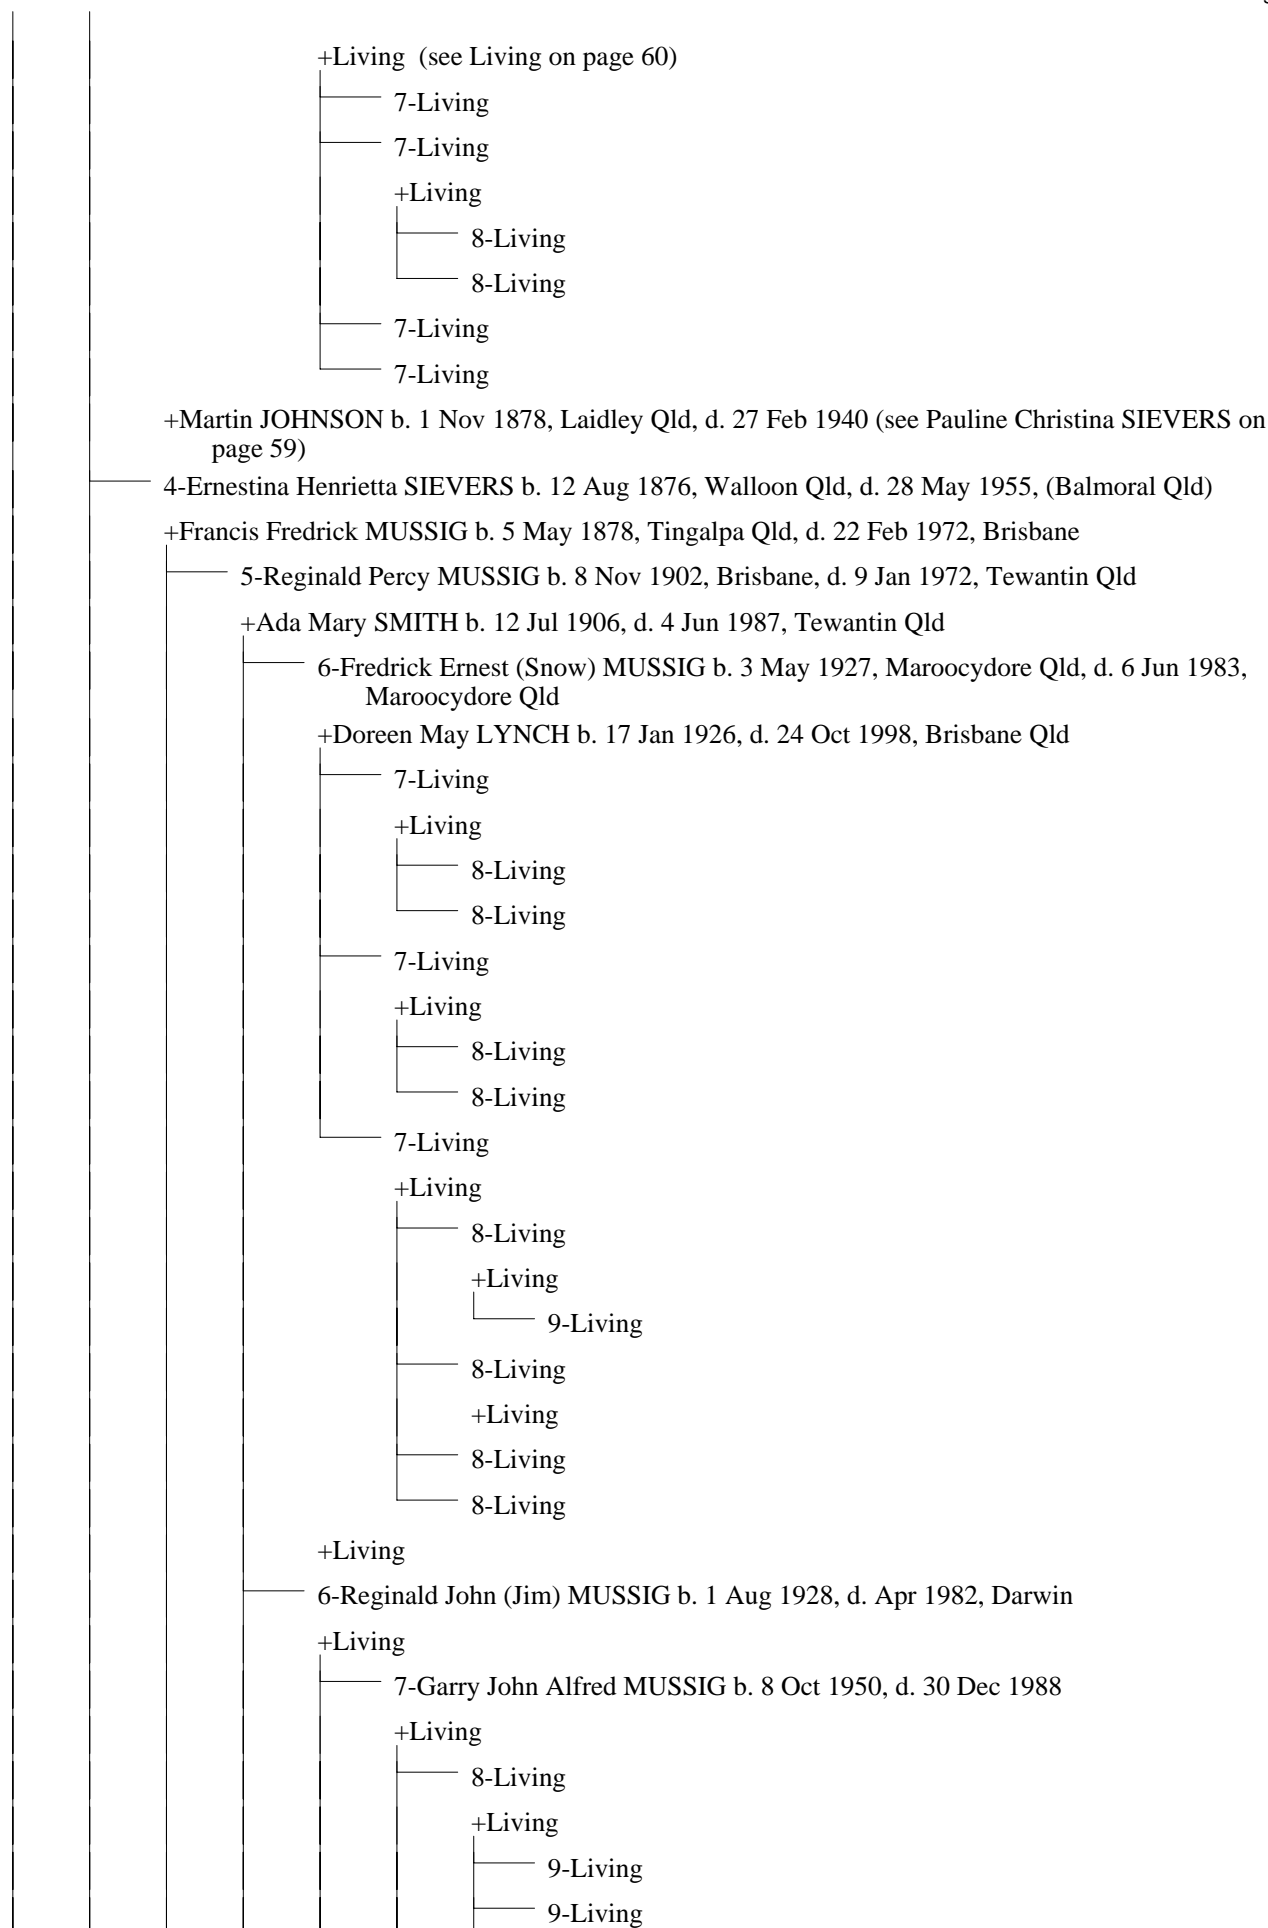 +Living (see Living on page 60)
7-Living
7-Living
+Living
8-Living
8-Living
7-Living
7-Living
+Martin JOHNSON b. 1 Nov 1878, Laidley Qld, d. 27 Feb 1940 (see Pauline Christina SIEVERS on
page 59)
4-Ernestina Henrietta SIEVERS b. 12 Aug 1876, Walloon Qld, d. 28 May 1955, (Balmoral Qld)
+Francis Fredrick MUSSIG b. 5 May 1878, Tingalpa Qld, d. 22 Feb 1972, Brisbane
5-Reginald Percy MUSSIG b. 8 Nov 1902, Brisbane, d. 9 Jan 1972, Tewantin Qld
+Ada Mary SMITH b. 12 Jul 1906, d. 4 Jun 1987, Tewantin Qld
6-Fredrick Ernest (Snow) MUSSIG b. 3 May 1927, Maroocydore Qld, d. 6 Jun 1983,
Maroocydore Qld
+Doreen May LYNCH b. 17 Jan 1926, d. 24 Oct 1998, Brisbane Qld
7-Living
+Living
8-Living
8-Living
7-Living
+Living
8-Living
8-Living
7-Living
+Living
8-Living
+Living
9-Living
8-Living
+Living
8-Living
8-Living
+Living
6-Reginald John (Jim) MUSSIG b. 1 Aug 1928, d. Apr 1982, Darwin
+Living
7-Garry John Alfred MUSSIG b. 8 Oct 1950, d. 30 Dec 1988
+Living
8-Living
+Living
9-Living
9-Living